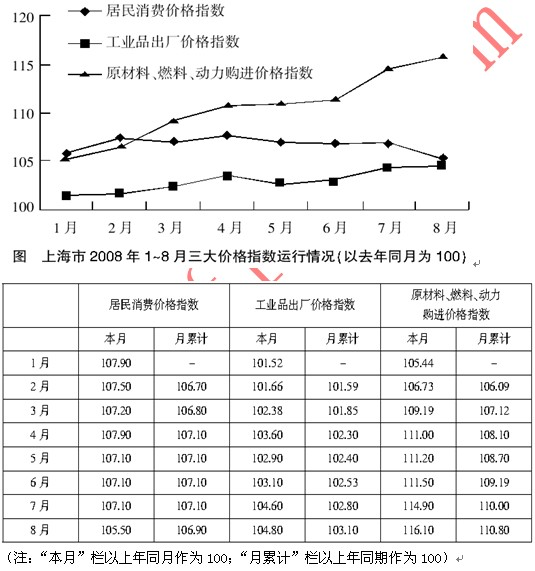 120
115
110
105
100
居民消费价格指数
工业品出厂价格指数
原材料、燃料、动力购进价格指数
1月 2月 3月 4月 5月 6月 7月 8月
图 上海市2008年1~8月三大价格指数运行情况{以去年同月为100}
居民消费价格指数 工业品出厂价格指数 原材料、燃料、动力
购进价格指数
本月 月累计 本月 月累计 本月 月累计
1月 107.90 – 101.52 – 105.44 –
2月 107.50 106.70 101.66 101.59 106.73 106.09
3月 107.20 106.80 102.38 101.85 109.19 107.12
4月 107.90 107.10 103.60 102.30 111.00 108.10
5月 107.10 107.10 102.90 102.40 111.20 108.70
6月 107.10 107.10 103.10 102.53 111.50 109.19
7月 107.10 107.10 104.60 102.80 114.90 110.00
8月 105.50 106.90 104.80 103.10 116.10 110.80
(注：“本月”栏以上年同月作为100；“月累计”栏以上年同期作为100)